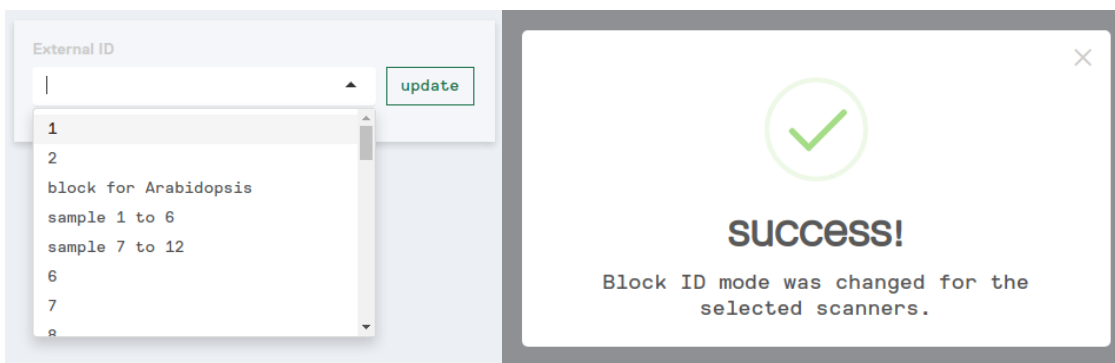 External ID
update
1
2
block for Arabidopsis
sample 1 to 6
sample 7 to 12
6
7
8
success!
Block ID mode was changed for the
selected scanners.